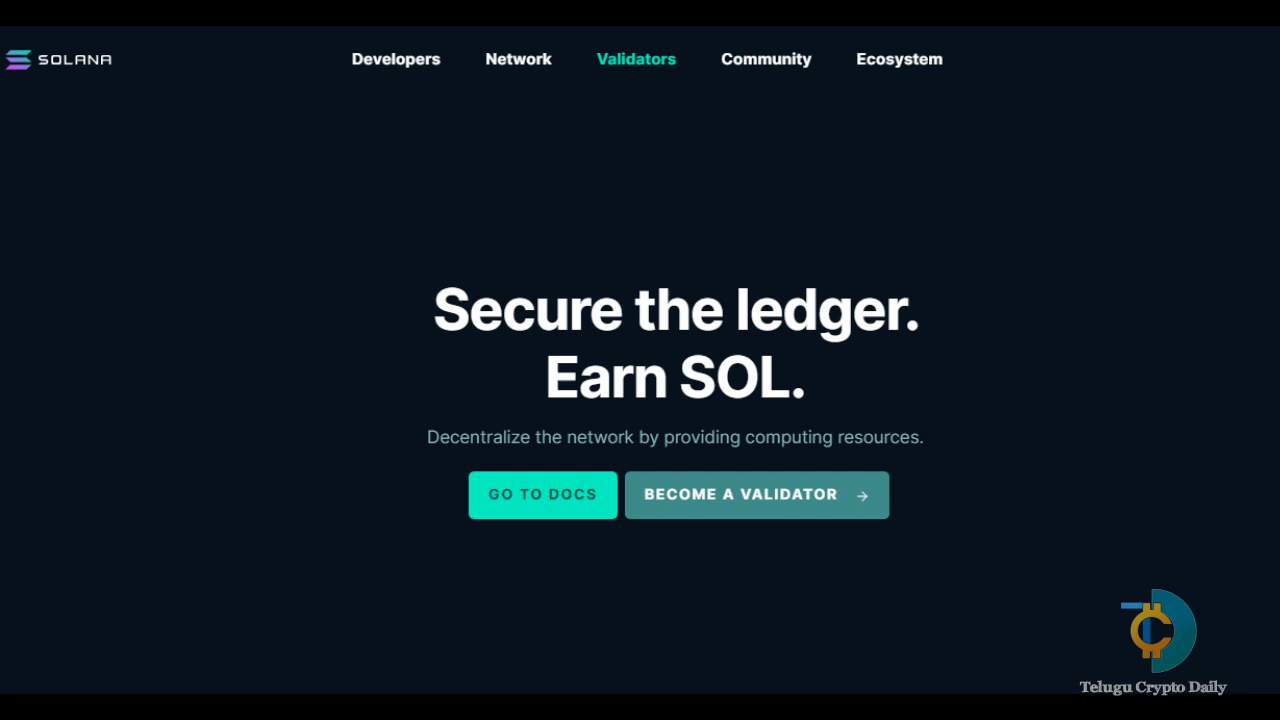 SOLANA
Developers Network Validators Community Ecosystem
Secure the ledger.
Earn SOL.
Decentralize the network by providing computing resources.
GO TO DOCS BECOME A VALIDATOR →
Telugu Crypto Daily